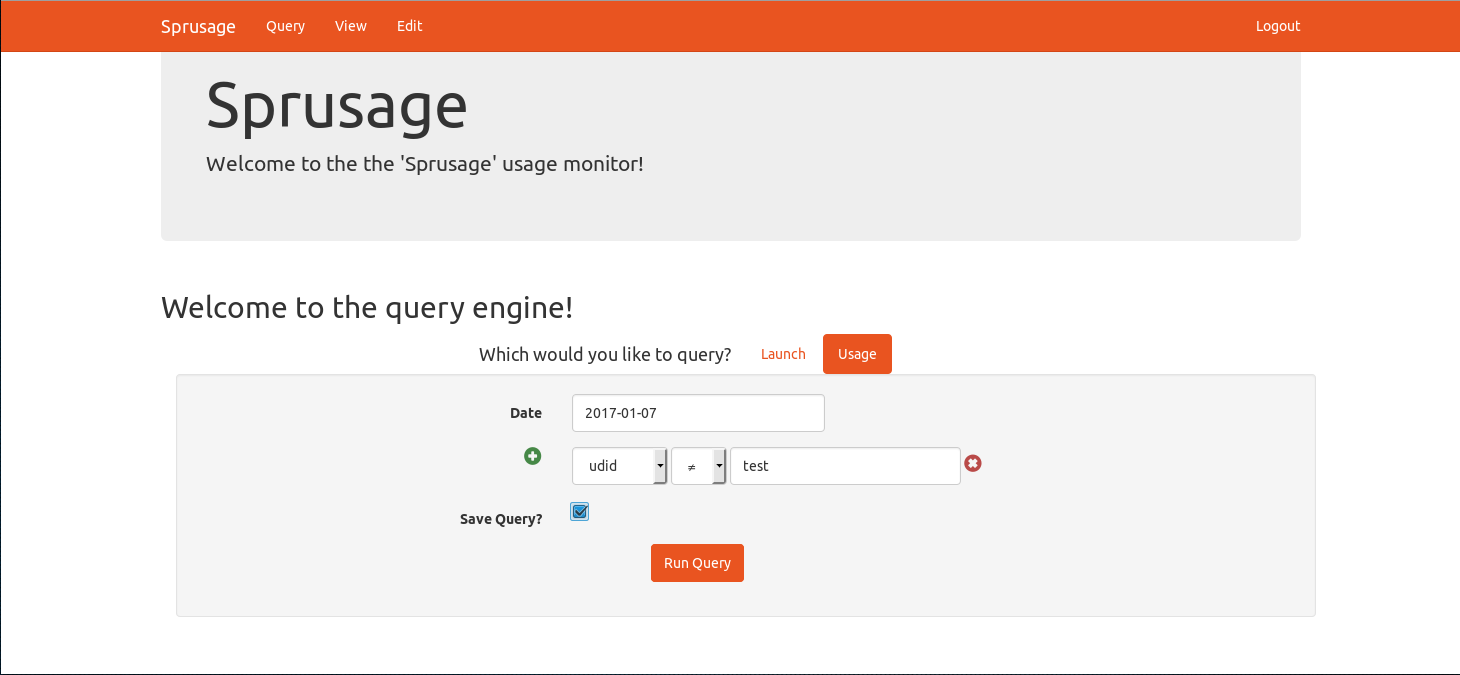 Sprusage Query View Edit Logout
Sprusage
Welcome to the the 'Sprusage' usage monitor!
Welcome to the query engine!
Which would you like to query? Launch Usage
Date 2017-01-07
udid ≠ test
Save Query?
Run Query